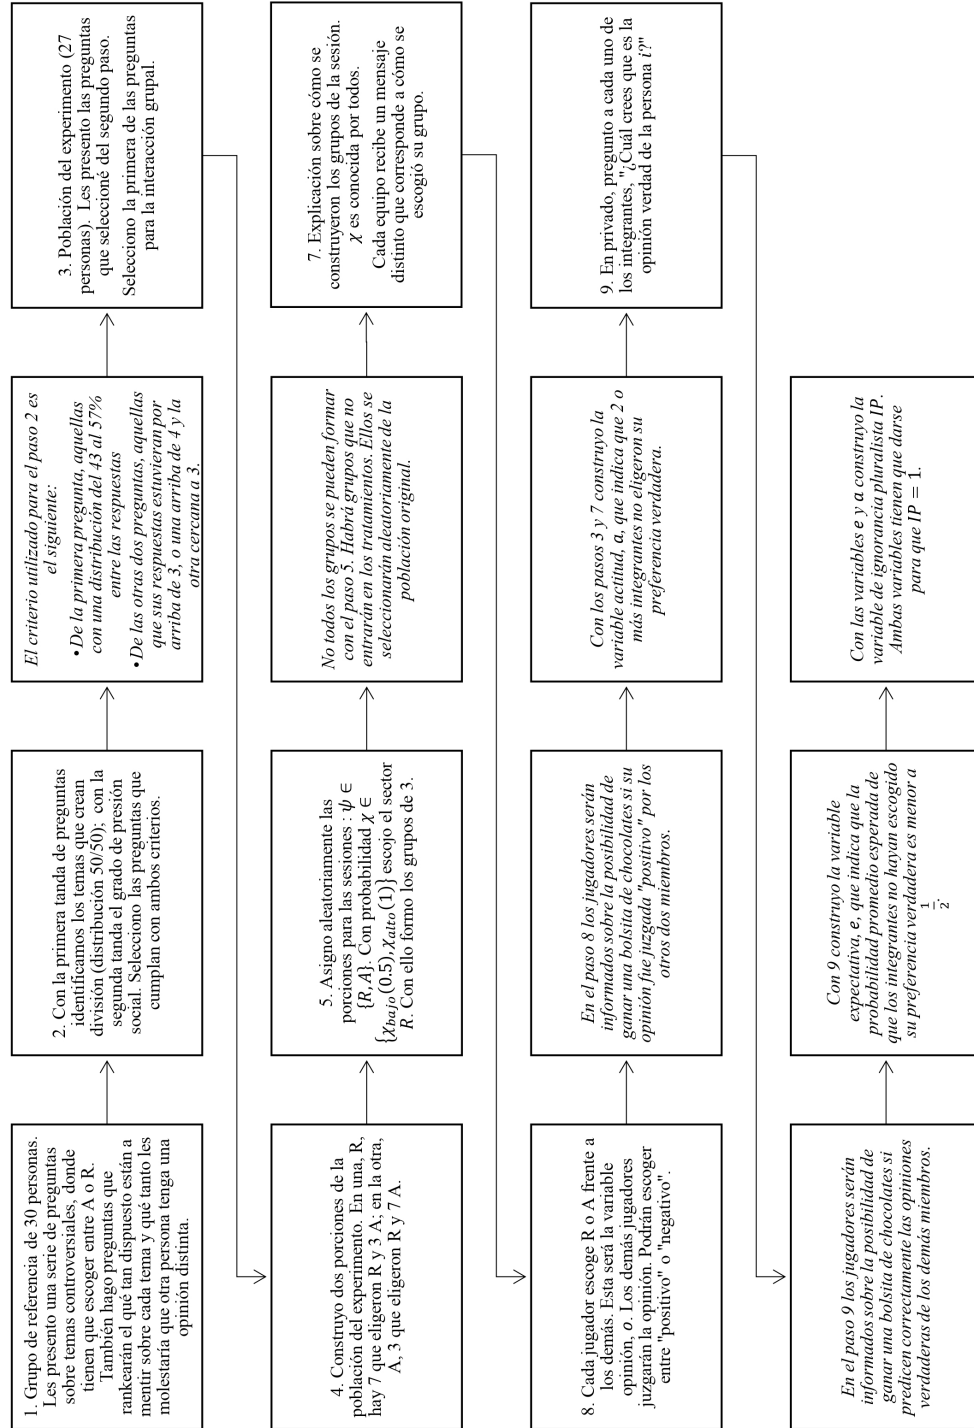 1. Grupo de referencia de 30 personas.
Les presento una serie de preguntas
sobre temas controversiales, donde
tienen que escoger entre A o R.
También hago preguntas que
rankearán el qué tan dispuesto están a
mentir sobre cada tema y qué tanto les
molestaría que otra persona tenga una
opinión distinta.
2. Con la primera tanda de preguntas
identificamos los temas que crean
división (distribución 50/50); con la
segunda tanda el grado de presión
social. Selecciono las preguntas que
cumplan con ambos criterios.
El criterio utilizado para el paso 2 es
el siguiente:
•De la primera pregunta, aquellas
con una distribución del 43 al 57%
entre las respuestas
•De las otras dos preguntas, aquellas
que sus respuestas estuvieran por
arriba de 3, o una arriba de 4 y la
otra cercana a 3.
3. Población del experimento (27
personas). Les presento las preguntas
que seleccioné del segundo paso.
Selecciono la primera de las preguntas
para la interacción grupal.
4. Construyo dos porciones de la
población del experimento. En una, R,
hay 7 que eligeron R y 3 A; en la otra,
A, 3 que eligeron R y 7 A.
5. Asigno aleatoriamente las
porciones para las sesiones : ψ ∈
{R, A}. Con probabilidad χ ∈
{χbajo(0.5), χalto(1)} escojo el sector
R. Con ello formo los grupos de 3.
No todos los grupos se pueden formar
con el paso 5. Habrá grupos que no
entrarán en los tratamientos. Ellos se
seleccionarán aleatoriamente de la
población original.
7. Explicación sobre cómo se
construyeron los grupos de la sesión.
χ es conocida por todos.
Cada equipo recibe un mensaje
distinto que corresponde a cómo se
escogió su grupo.
8. Cada jugador escoge R o A frente a
los demás. Esta será la variable
opinión, o. Los demás jugadores
juzgarán la opinión. Podrán escoger
entre "positivo" o "negativo".
En el paso 8 los jugadores serán
informados sobre la posibilidad de
ganar una bolsita de chocolates si su
opinión fue juzgada "positivo" por los
otros dos miembros.
Con los pasos 3 y 7 construyo la
variable actitud, a, que indica que 2 o
más integrantes no eligeron su
preferencia verdadera.
9. En privado, pregunto a cada uno de
los integrantes, "¿Cuál crees que es la
opinión verdad de la persona i?"
En el paso 9 los jugadores serán
informados sobre la posibilidad de
ganar una bolsita de chocolates si
predicen correctamente las opiniones
verdaderas de los demás miembros.
Con 9 construyo la variable
expectativa, e, que indica que la
probabilidad promedio esperada de
que los integrantes no hayan escogido
su preferencia verdadera es menor a
1/2.
Con las variables e y a construyo la
variable de ignorancia pluralista IP.
Ambas variables tienen que darse
para que IP = 1.